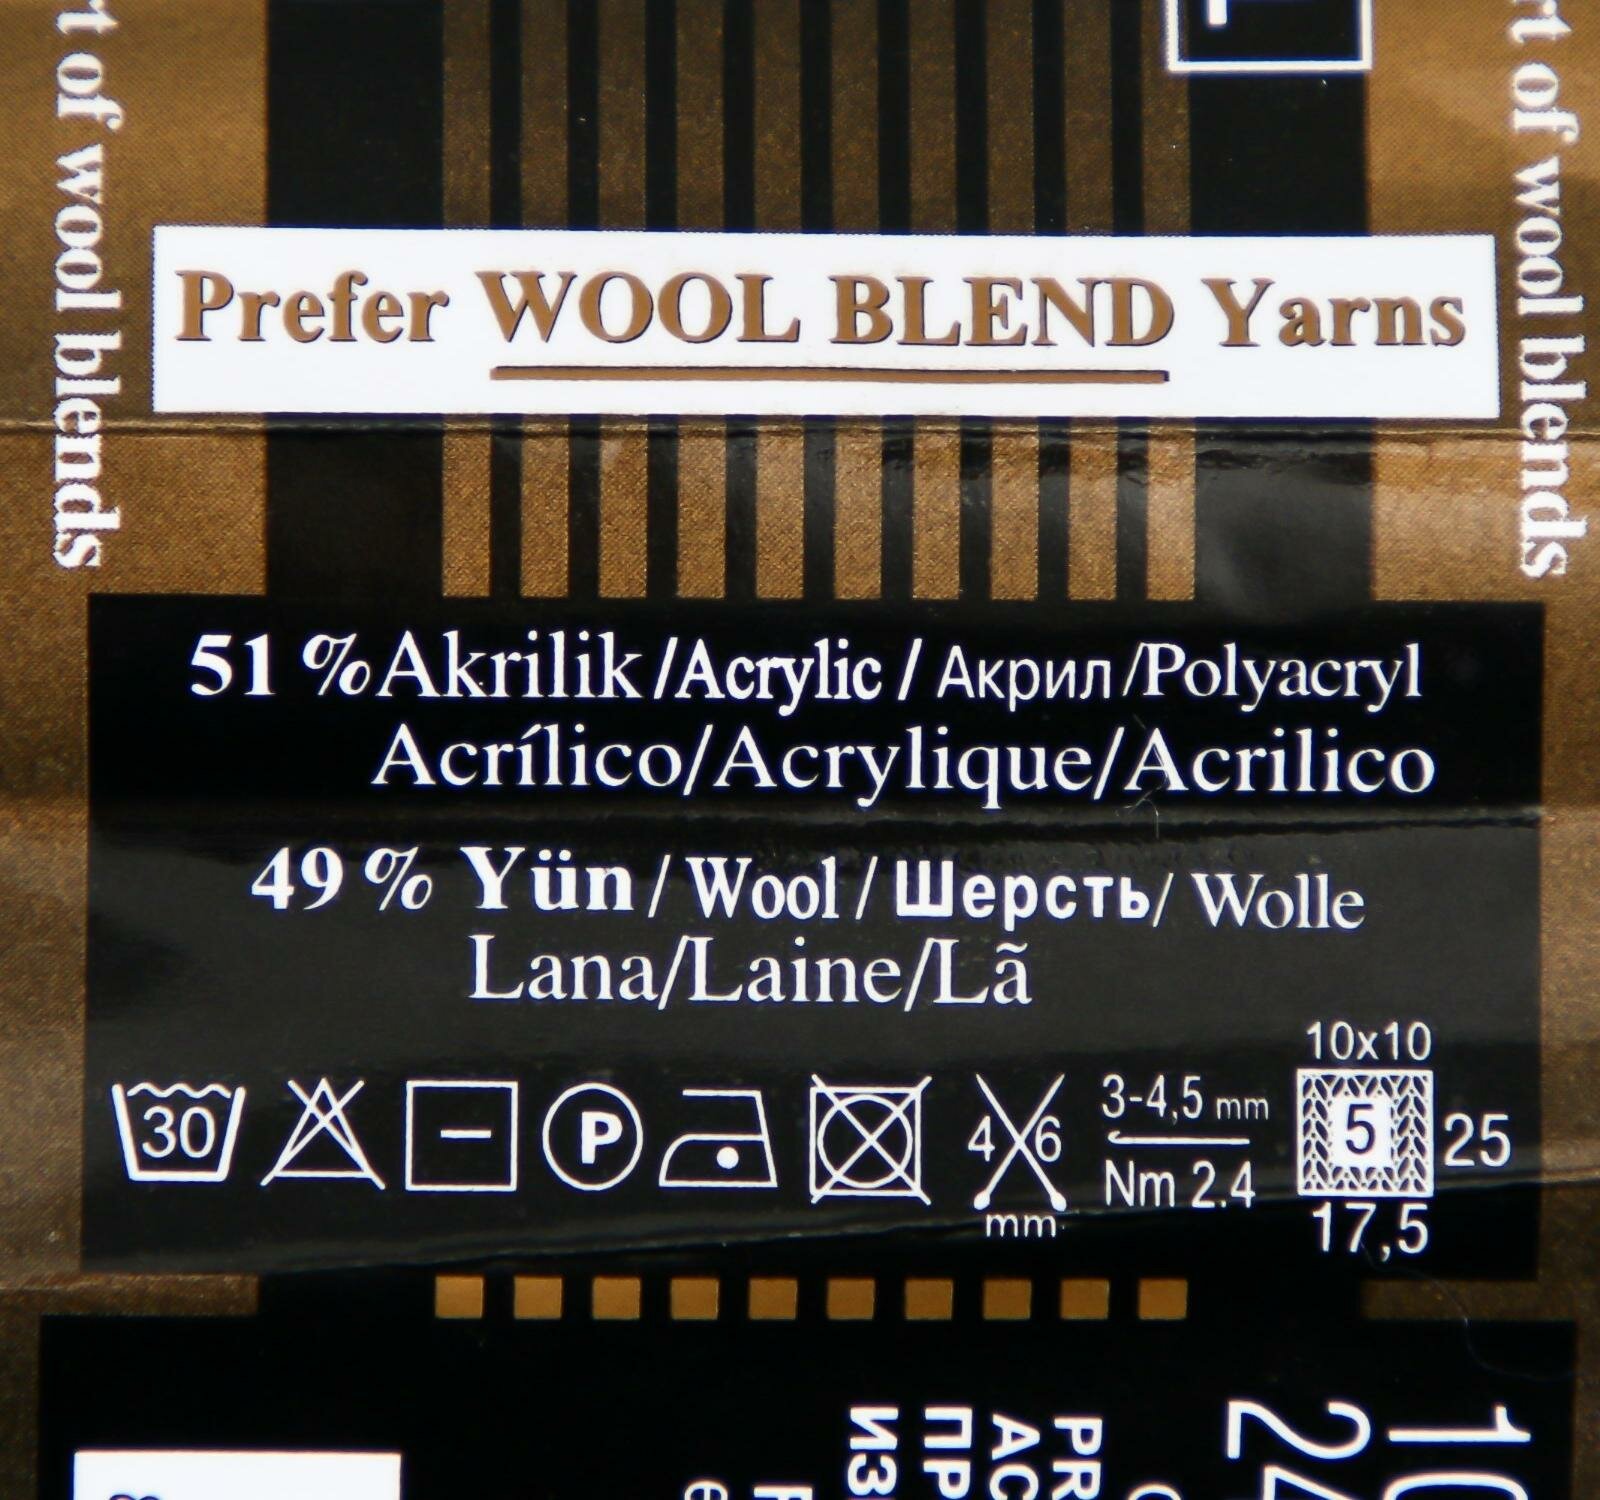 rt of wool blends
rt of wool blends
Prefer WOOL BLEND Yarns
51 % Akrilik / Acrylic / Акрил / Polyacryl
Acrílico/Acrylique/Acrilico
49 % Yün / Wool / Шерсть / Wolle
Lana/Laine/Lã
30
P
4 6
mm
3-4,5 mm
Nm 2.4
10x10
5
25
17,5